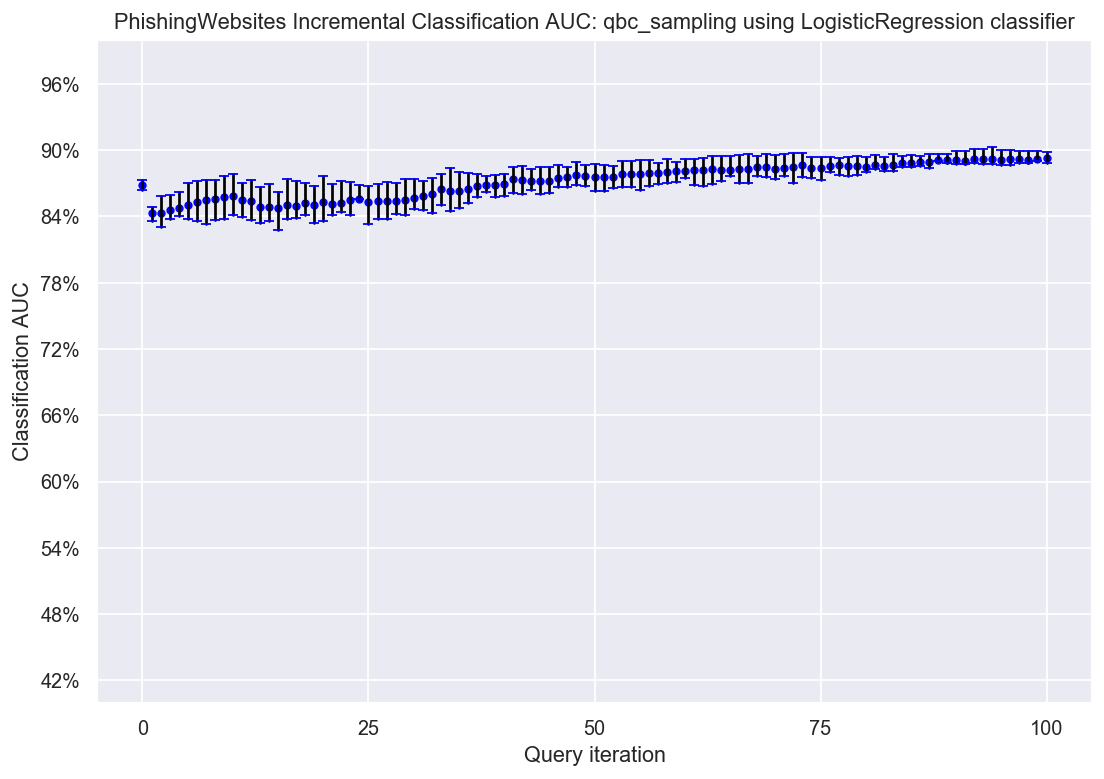 PhishingWebsites Incremental Classification AUC: qbc_sampling using LogisticRegression classifier
96%
90%
84%
78%
72%
66%
60%
54%
48%
42%
Classification AUC
0 25 50 75 100
Query iteration